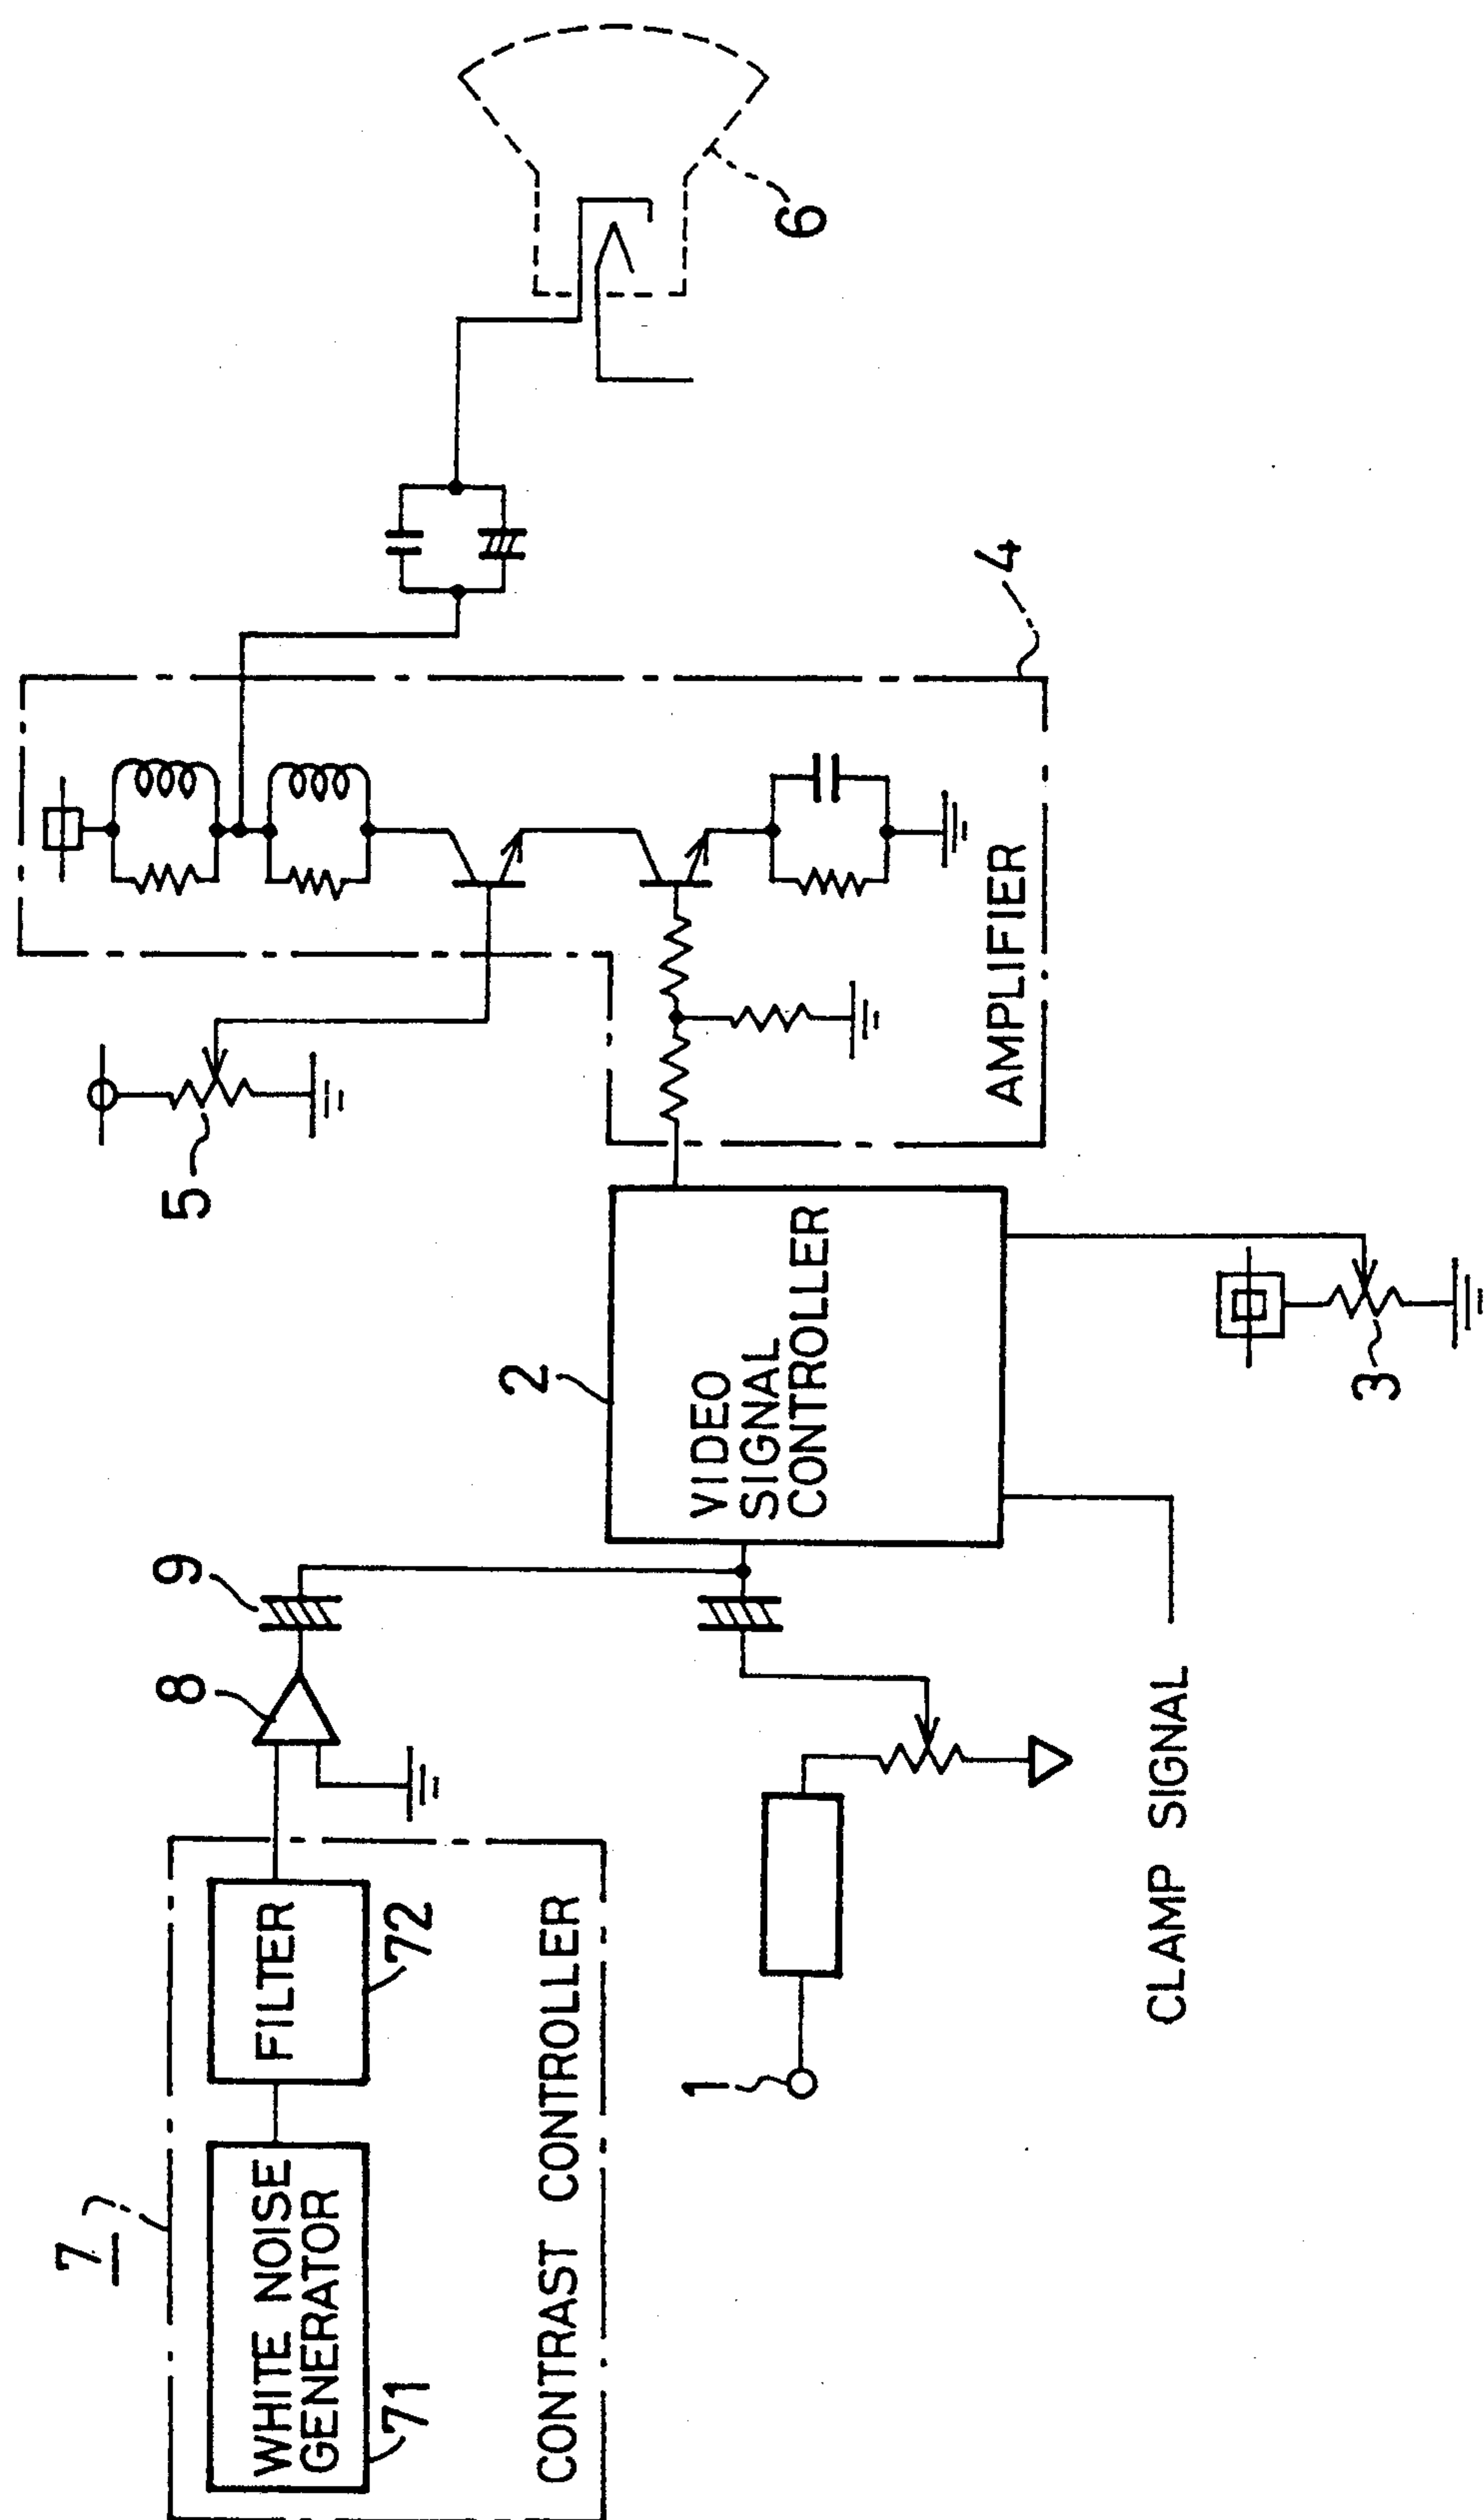 7
WHITE NOISE
GENERATOR
71
FILTER
72
CONTRAST CONTROLLER
8
9
1
CLAMP SIGNAL
2
VIDEO
SIGNAL
CONTROLLER
3
5
AMPLIFIER
4
6